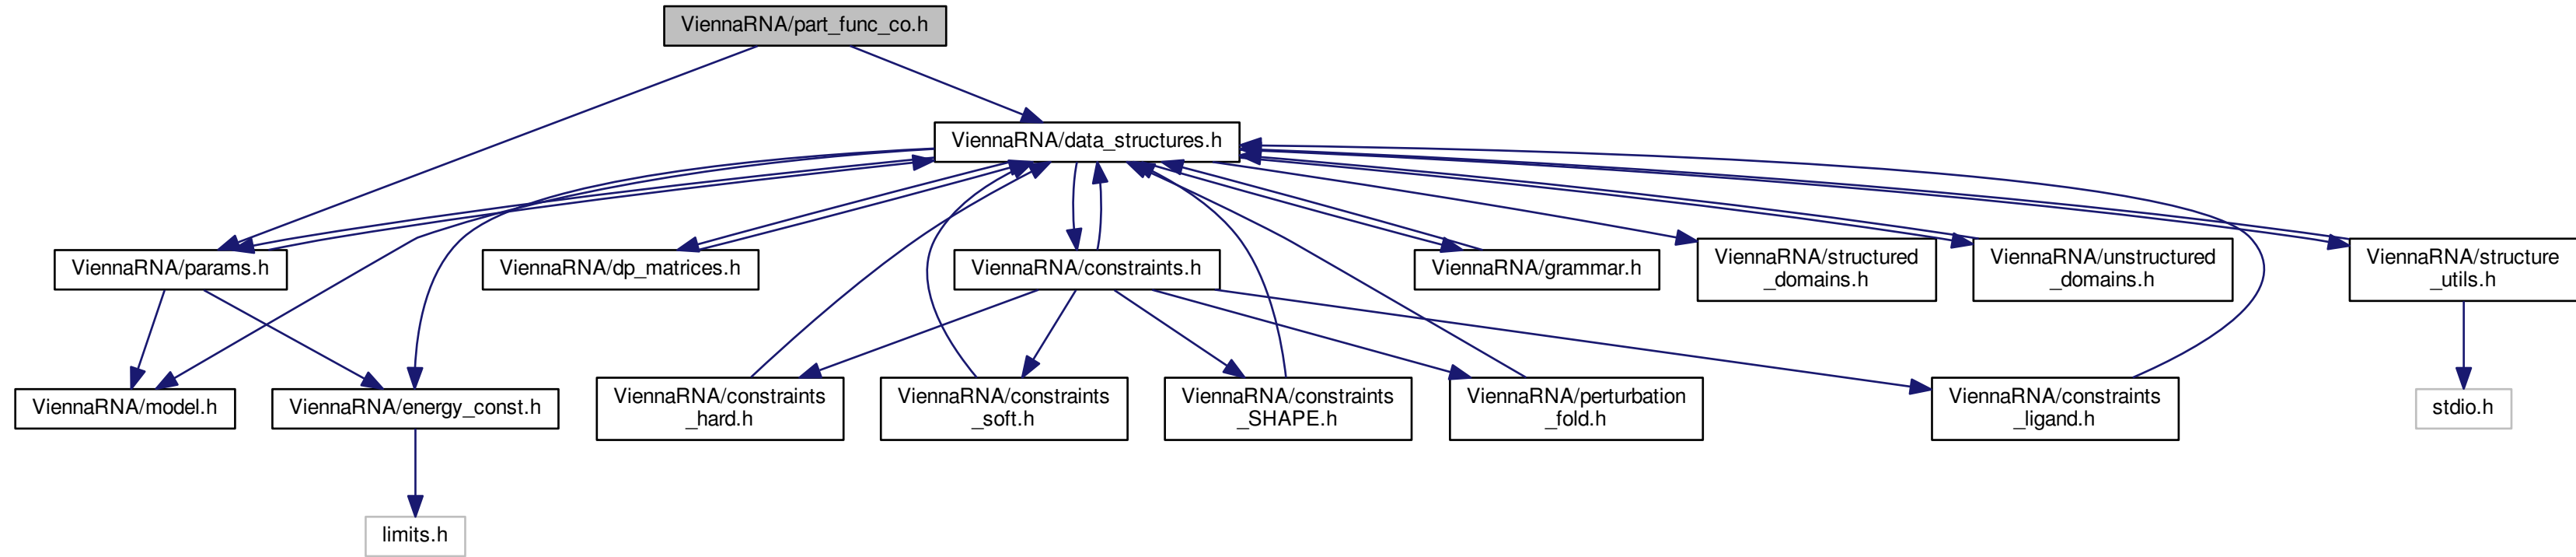 ViennaRNA/part_func_co.h
ViennaRNA/data_structures.h
ViennaRNA/params.h
ViennaRNA/dp_matrices.h
ViennaRNA/constraints.h
ViennaRNA/grammar.h
ViennaRNA/structured
_domains.h
ViennaRNA/unstructured
_domains.h
ViennaRNA/structure
_utils.h
ViennaRNA/model.h
ViennaRNA/energy_const.h
ViennaRNA/constraints
_hard.h
ViennaRNA/constraints
_soft.h
ViennaRNA/constraints
_SHAPE.h
ViennaRNA/perturbation
_fold.h
ViennaRNA/constraints
_ligand.h
stdio.h
limits.h